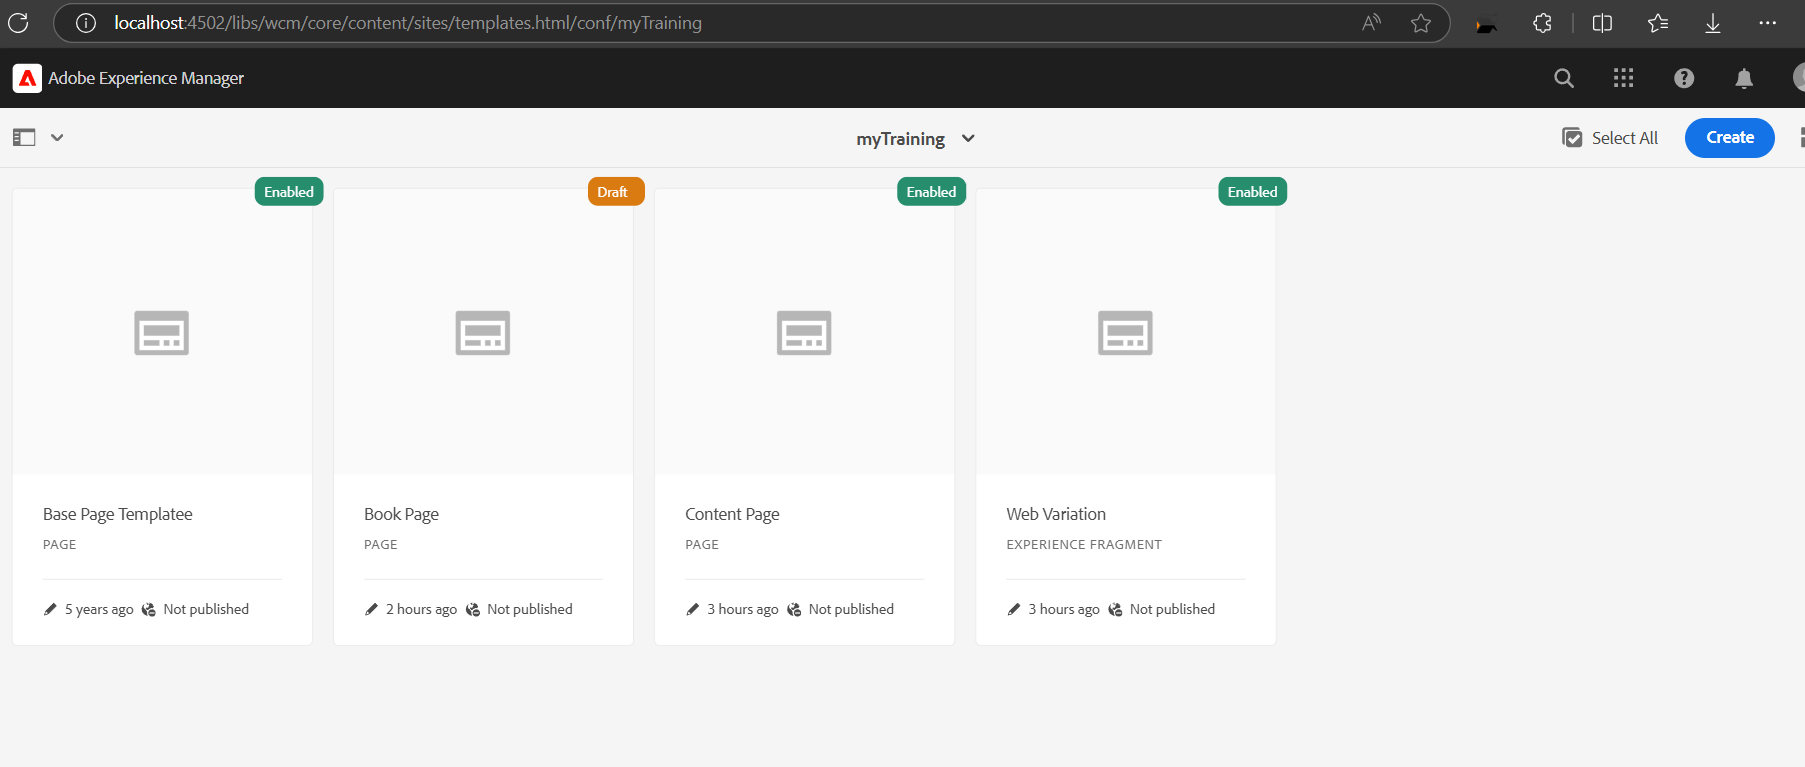 localhost:4502/libs/wcm/core/content/sites/templates.html/conf/myTraining
Adobe Experience Manager
myTraining
Select All
Create
Enabled
Draft
Enabled
Enabled
Base Page Templatee
PAGE
5 years ago Not published
Book Page
PAGE
2 hours ago Not published
Content Page
PAGE
3 hours ago Not published
Web Variation
EXPERIENCE FRAGMENT
3 hours ago Not published